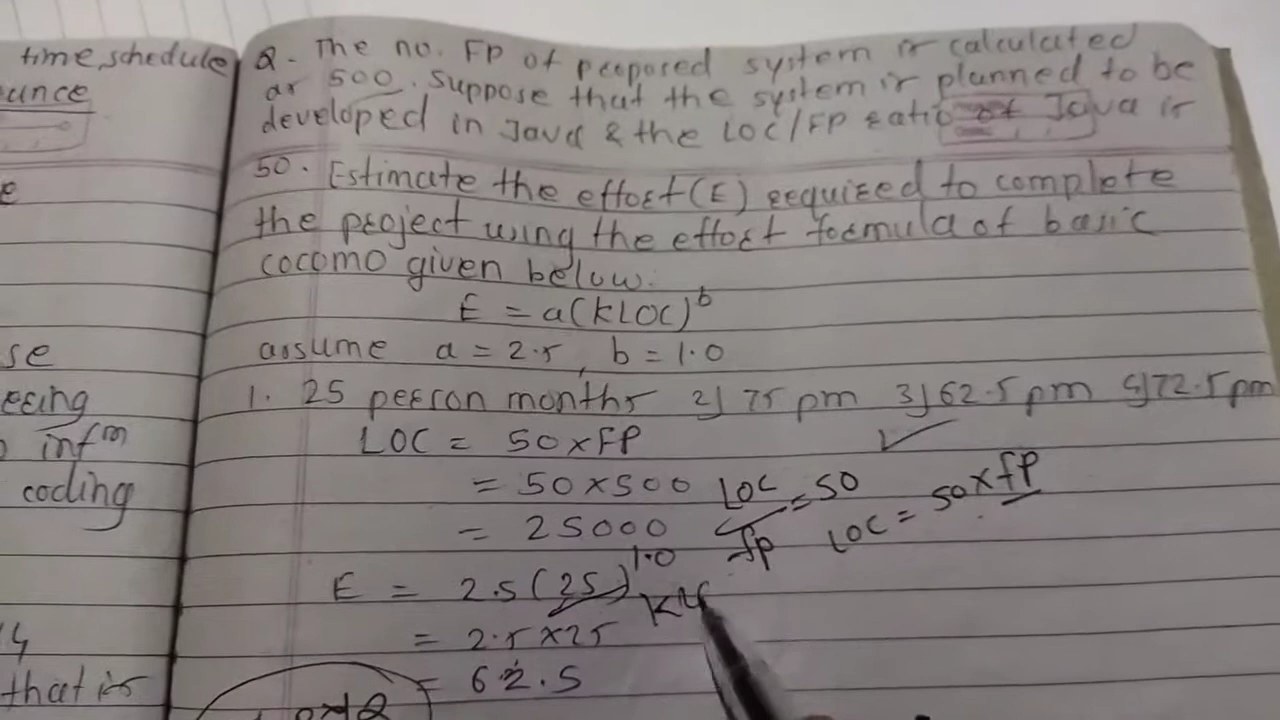 time schedule
ounce
e
se
eering
infm
coding
4
that is
Q. The no. FP of proposed system is calculated
as 500. Suppose that the system is planned to be
developed in Java & the LOC/FP ratio of Java is
50. Estimate the effort (E) required to complete
the project using the effort formula of basic
cocomo given below.
E = a(KLOC)^b
assume a = 2.5, b = 1.0
1. 25 person months 2) 75 pm 3) 62.5 pm 4) 72.5 pm
LOC = 50 x FP
= 50 x 500 LOC/fp = 50 LOC = 50 x fp
= 25000
E = 2.5 (25)^1.0
= 2.5 x 25
= 62.5